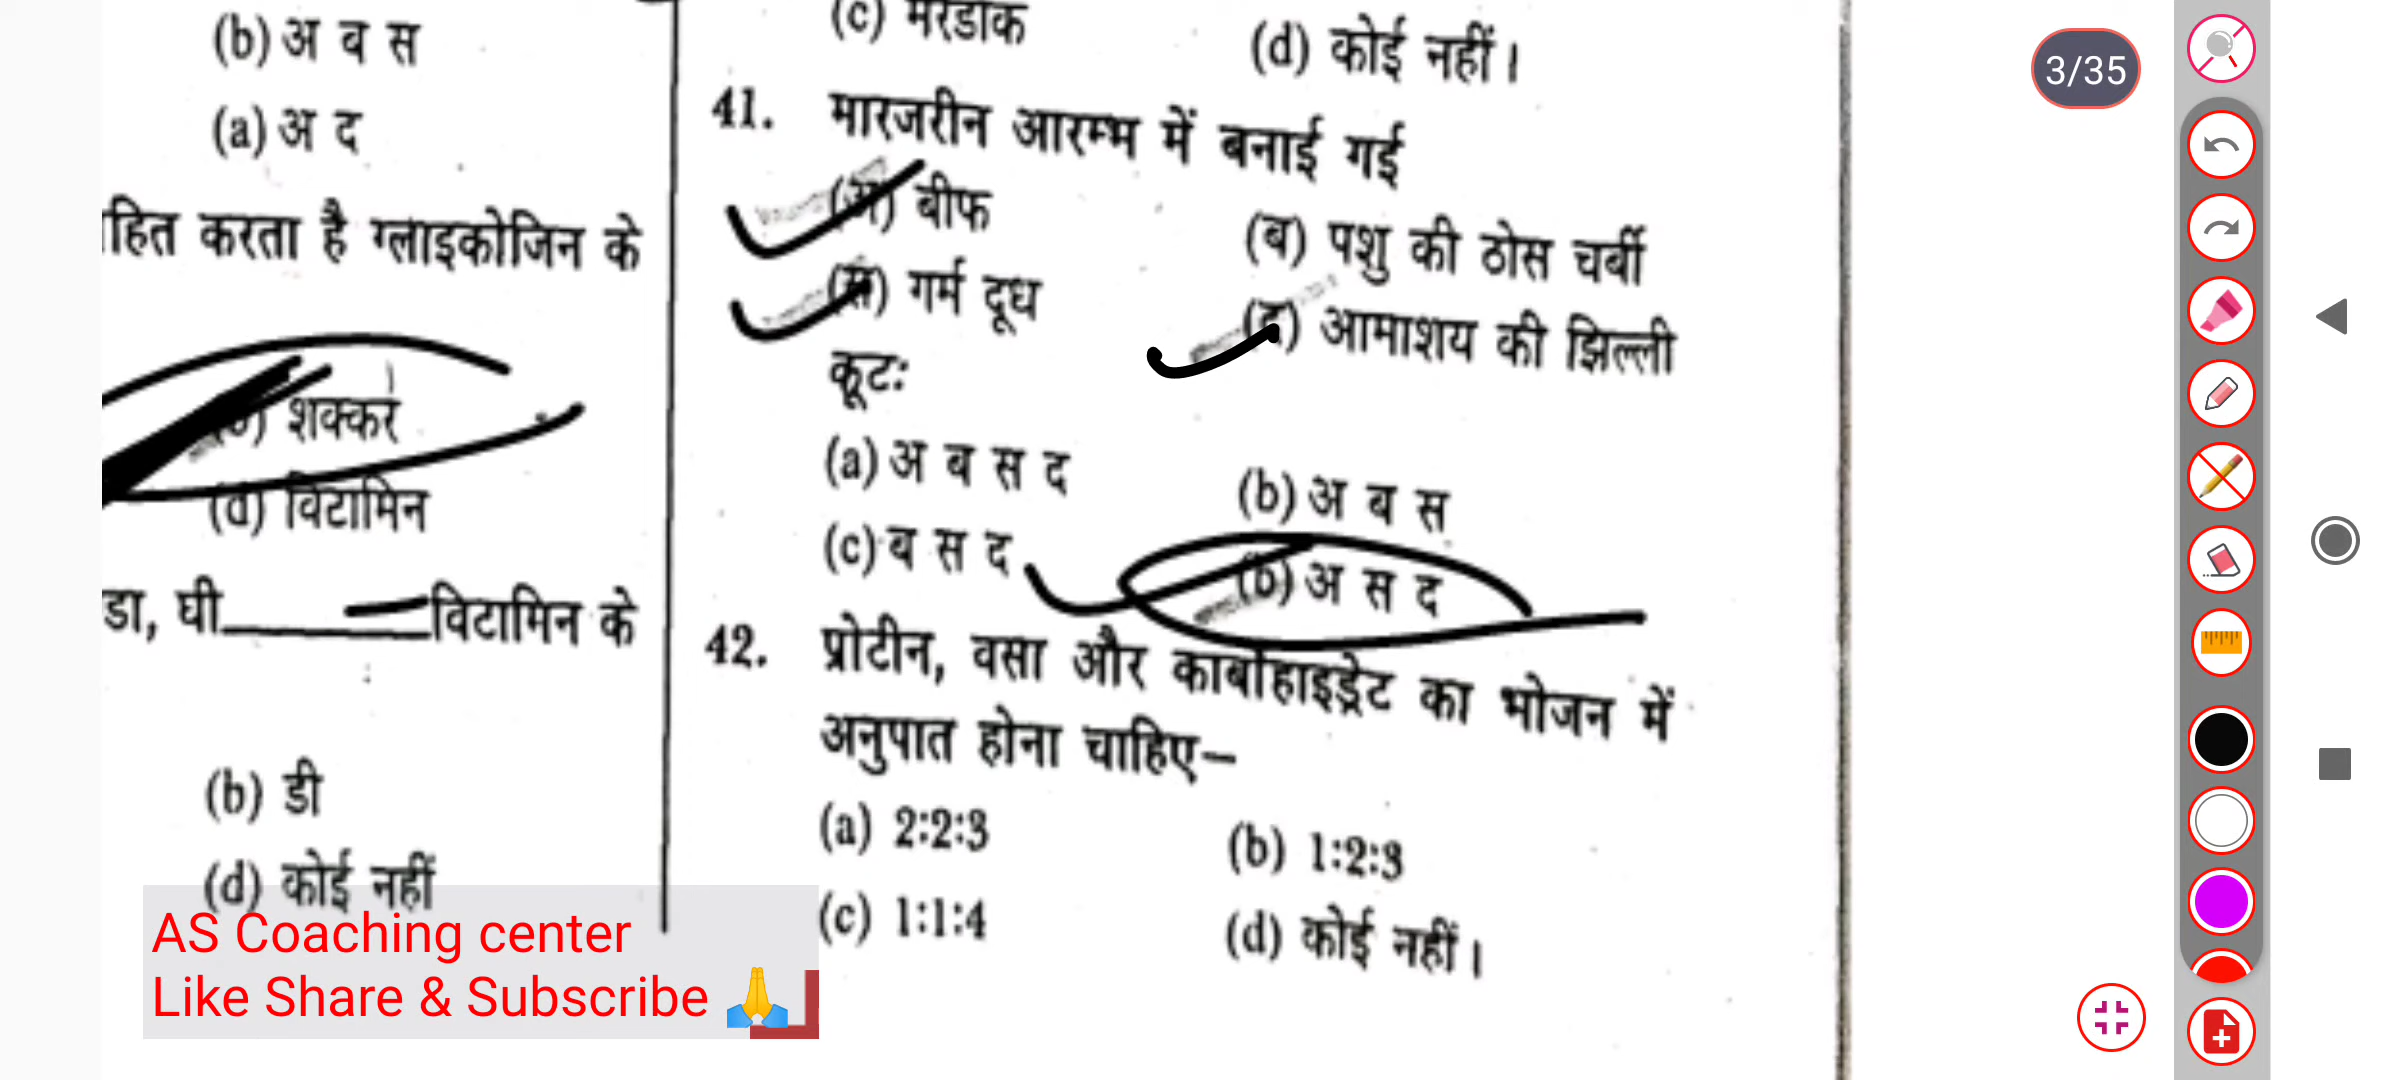 (b) अ ब स
(a) अ द
हित करता है ग्लाइकोजिन के
शक्कर
(d) विटामिन
डा, घी______विटामिन के
(b) डी
(d) कोई नहीं
(c) मरडाक
(d) कोई नहीं।
41. मारजरीन आरम्भ में बनाई गई
(अ) बीफ
(ब) पशु की ठोस चर्बी
(स) गर्म दूध
(द) आमाशय की झिल्ली
कूटः
(a) अ ब स द
(b) अ ब स
(c) ब स द
(b) अ स द
42. प्रोटीन, वसा और कार्बोहाइड्रेट का भोजन में
अनुपात होना चाहिए–
(a) 2:2:3
(b) 1:2:3
(c) 1:1:4
(d) कोई नहीं।
AS Coaching center
Like Share & Subscribe 🙏
3/35